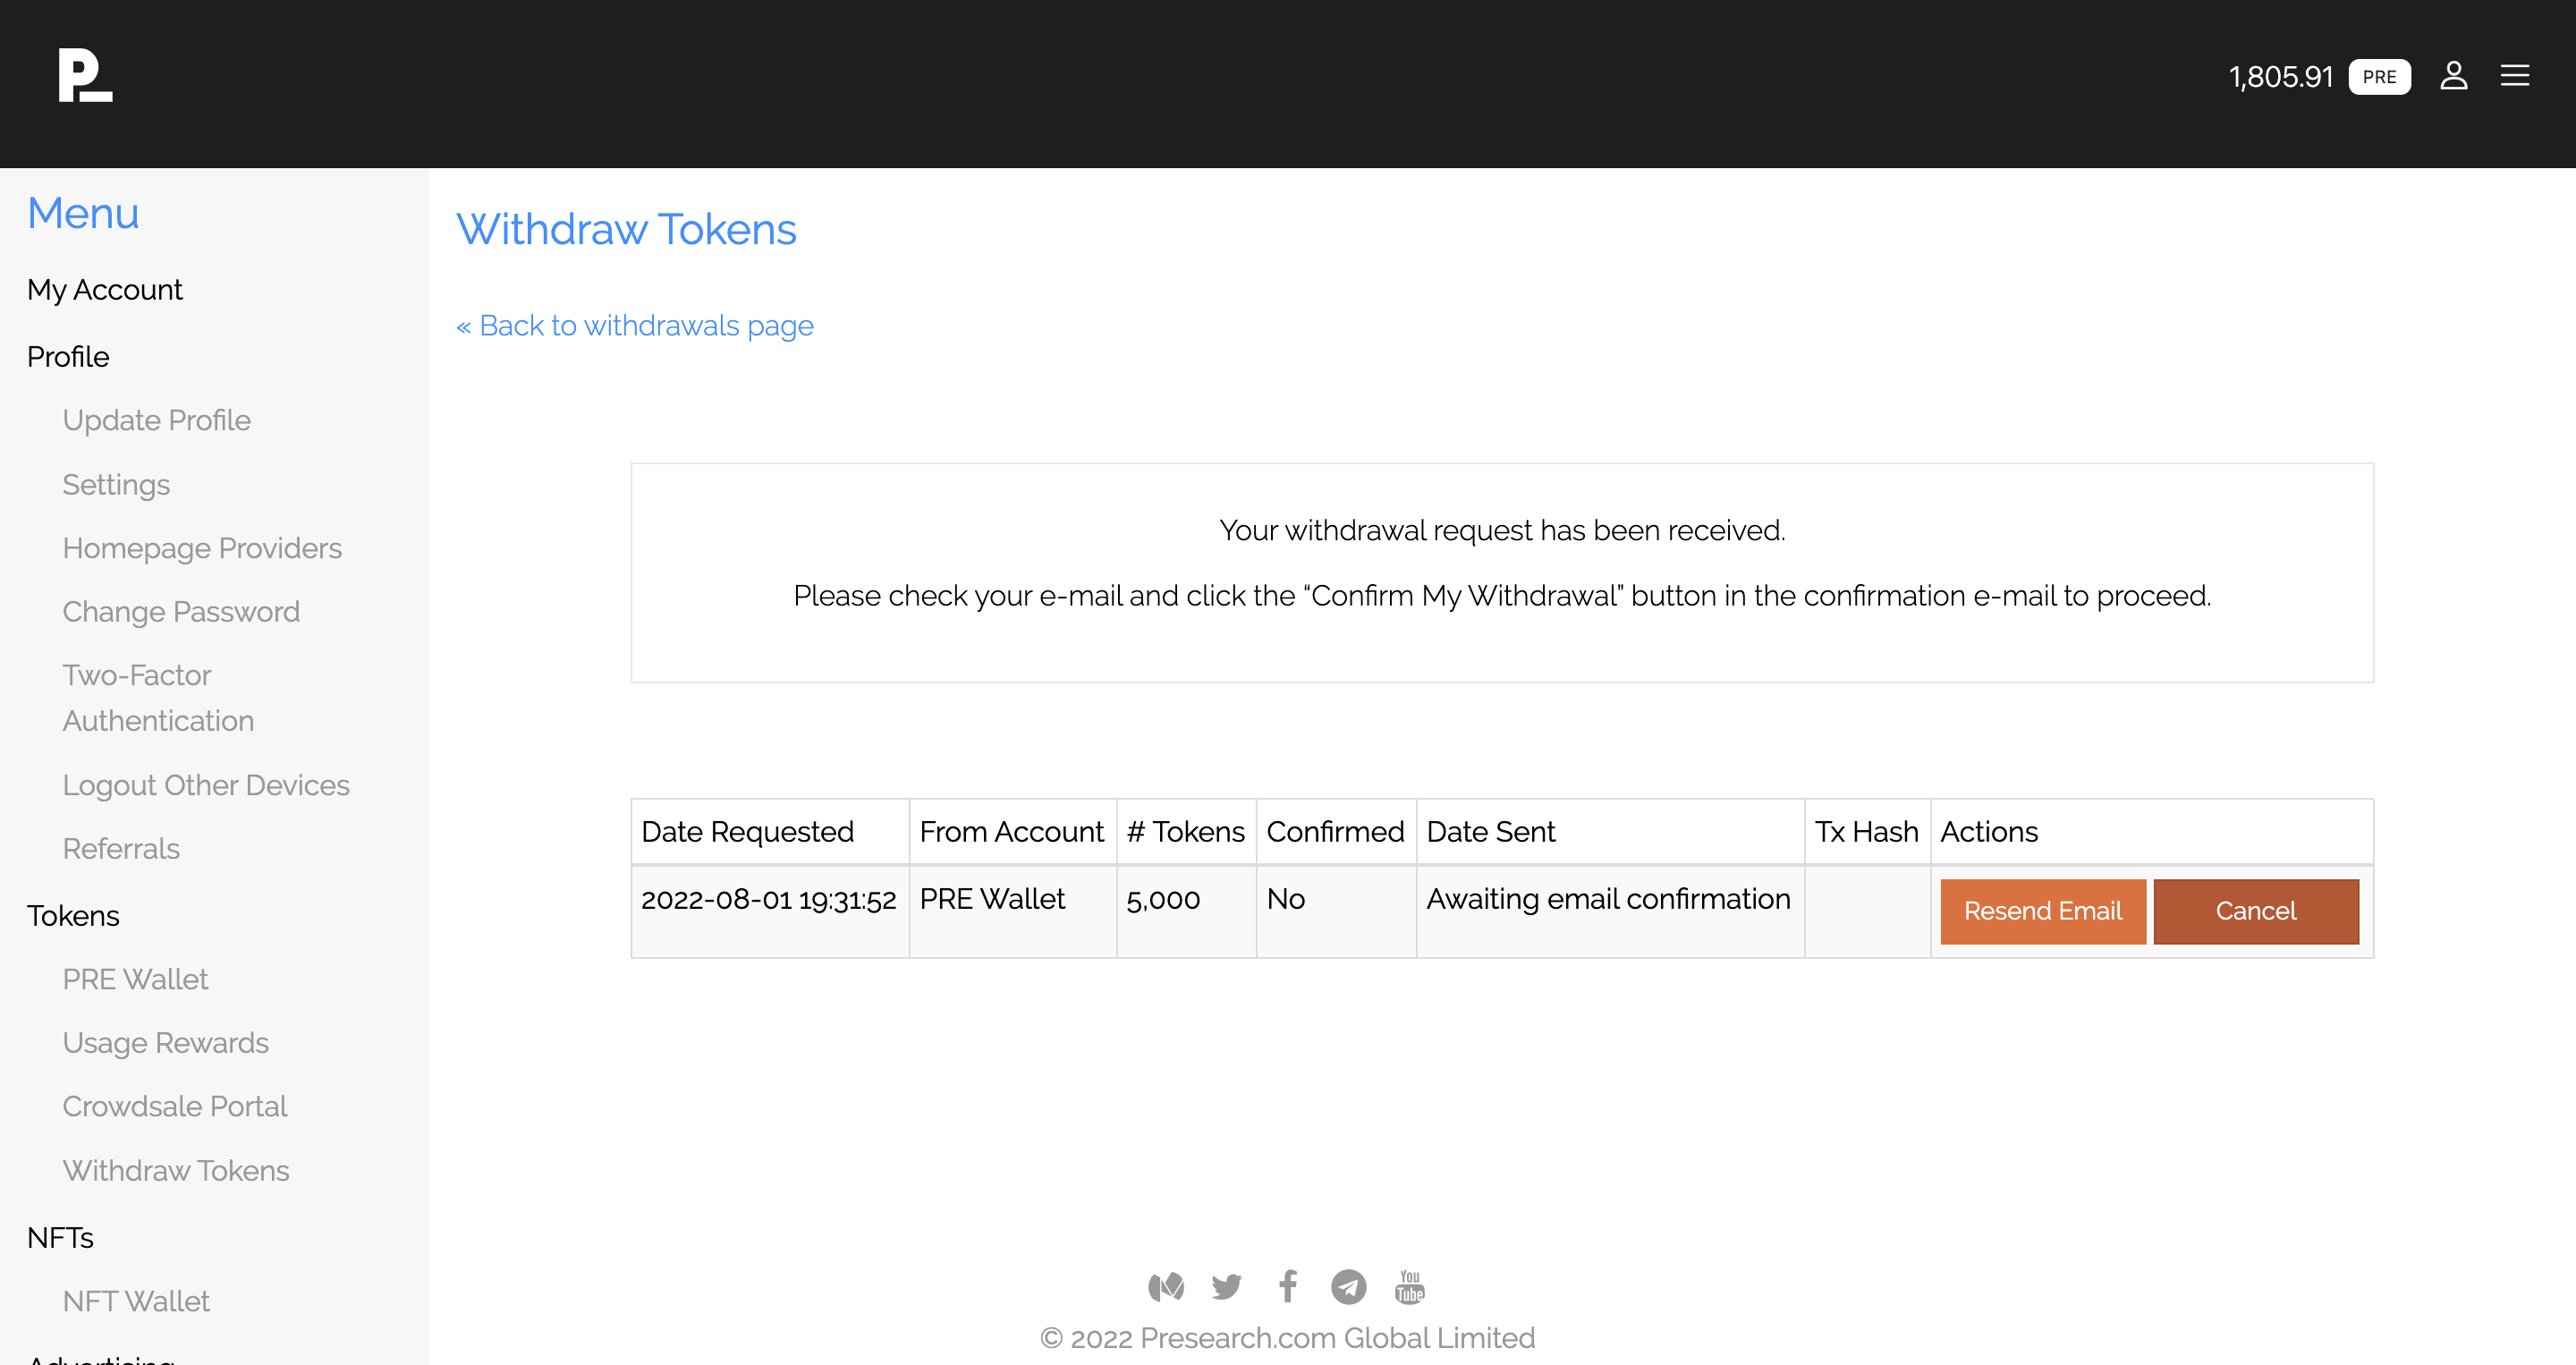 P_
1,805.91 PRE
Menu
My Account
Profile
Update Profile
Settings
Homepage Providers
Change Password
Two-Factor
Authentication
Logout Other Devices
Referrals
Tokens
PRE Wallet
Usage Rewards
Crowdsale Portal
Withdraw Tokens
NFTs
NFT Wallet
Advertising
Withdraw Tokens
« Back to withdrawals page
Your withdrawal request has been received.
Please check your e-mail and click the “Confirm My Withdrawal” button in the confirmation e-mail to proceed.
Date Requested From Account # Tokens Confirmed Date Sent Tx Hash Actions
2022-08-01 19:31:52 PRE Wallet 5,000 No Awaiting email confirmation Resend Email Cancel
You
Tube
© 2022 Presearch.com Global Limited